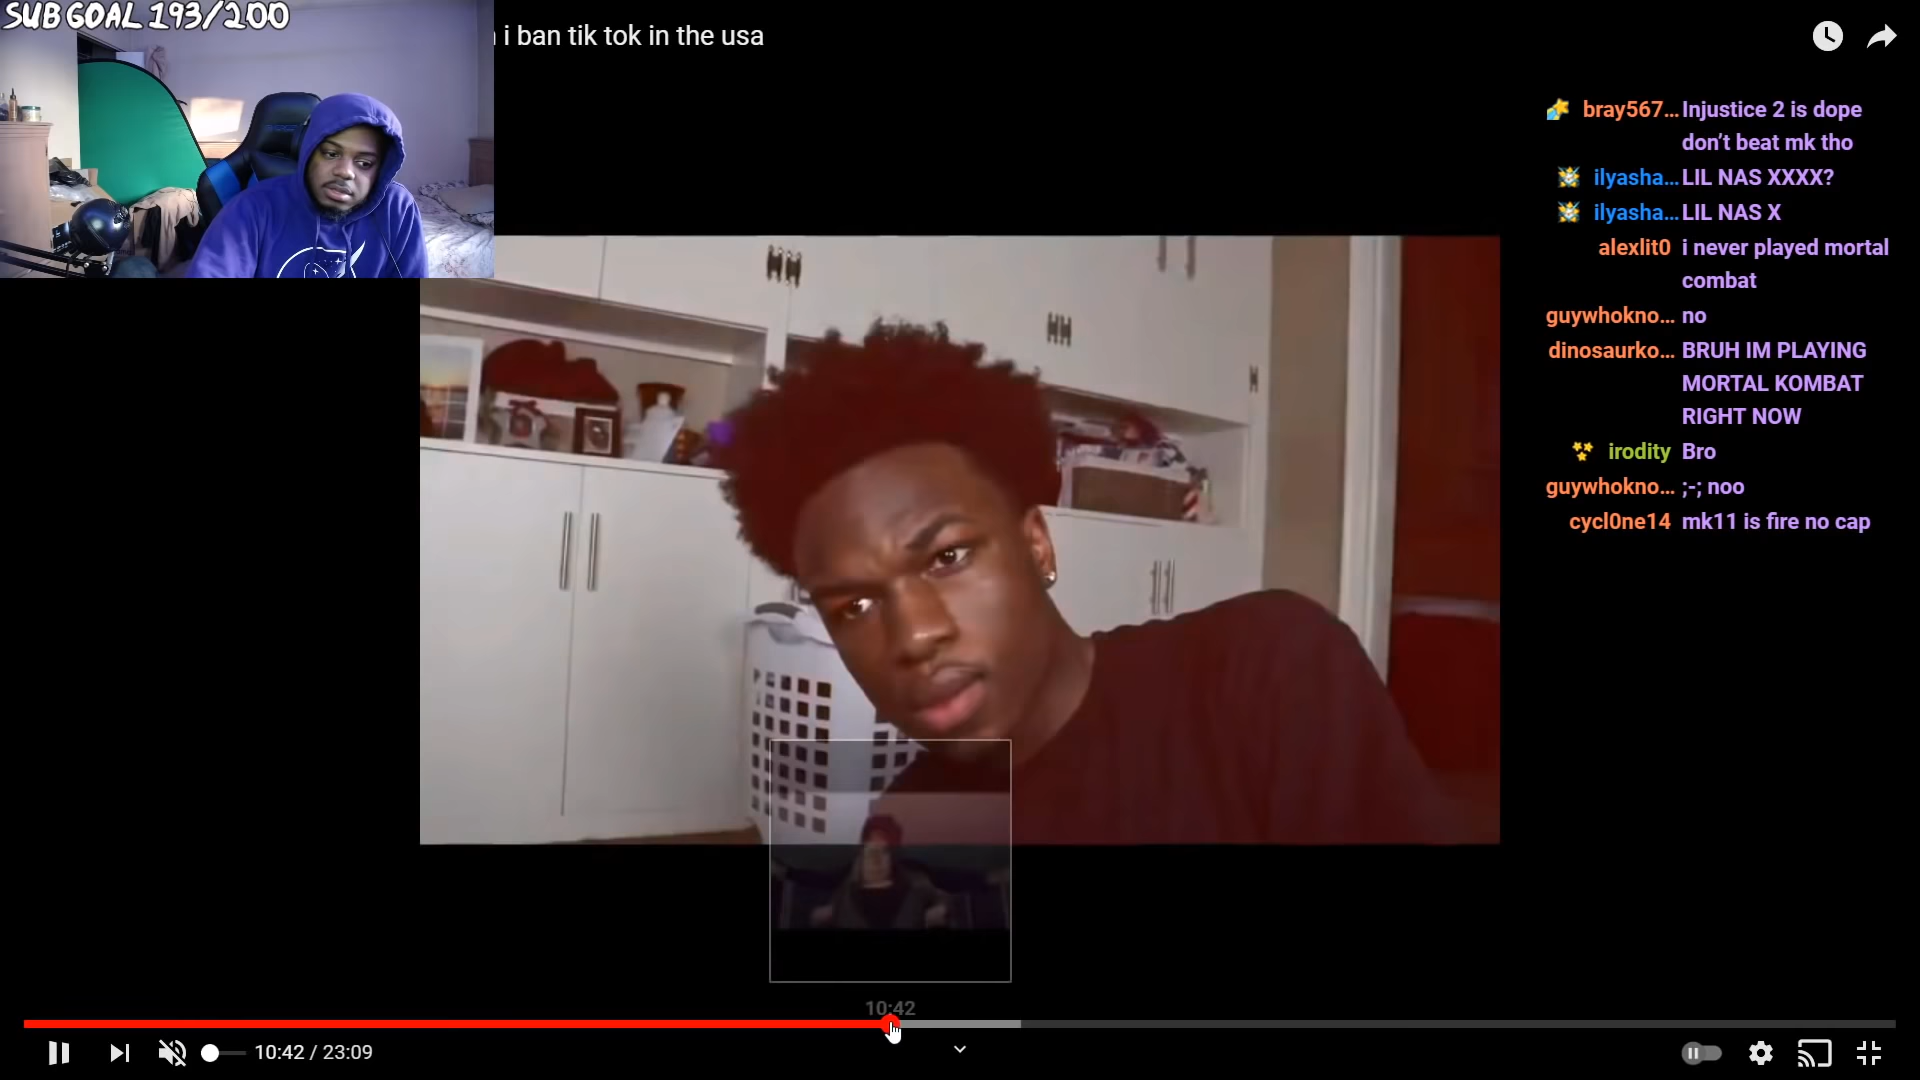 SUB GOAL 193/200
i ban tik tok in the usa
bray567... Injustice 2 is dope
don't beat mk tho
ilyasha... LIL NAS XXXX?
ilyasha... LIL NAS X
alexlit0 i never played mortal
combat
guywhokno... no
dinosaurko... BRUH IM PLAYING
MORTAL KOMBAT
RIGHT NOW
irodity Bro
guywhokno... ;-; noo
cycl0ne14 mk11 is fire no cap
10:42
10:42 / 23:09